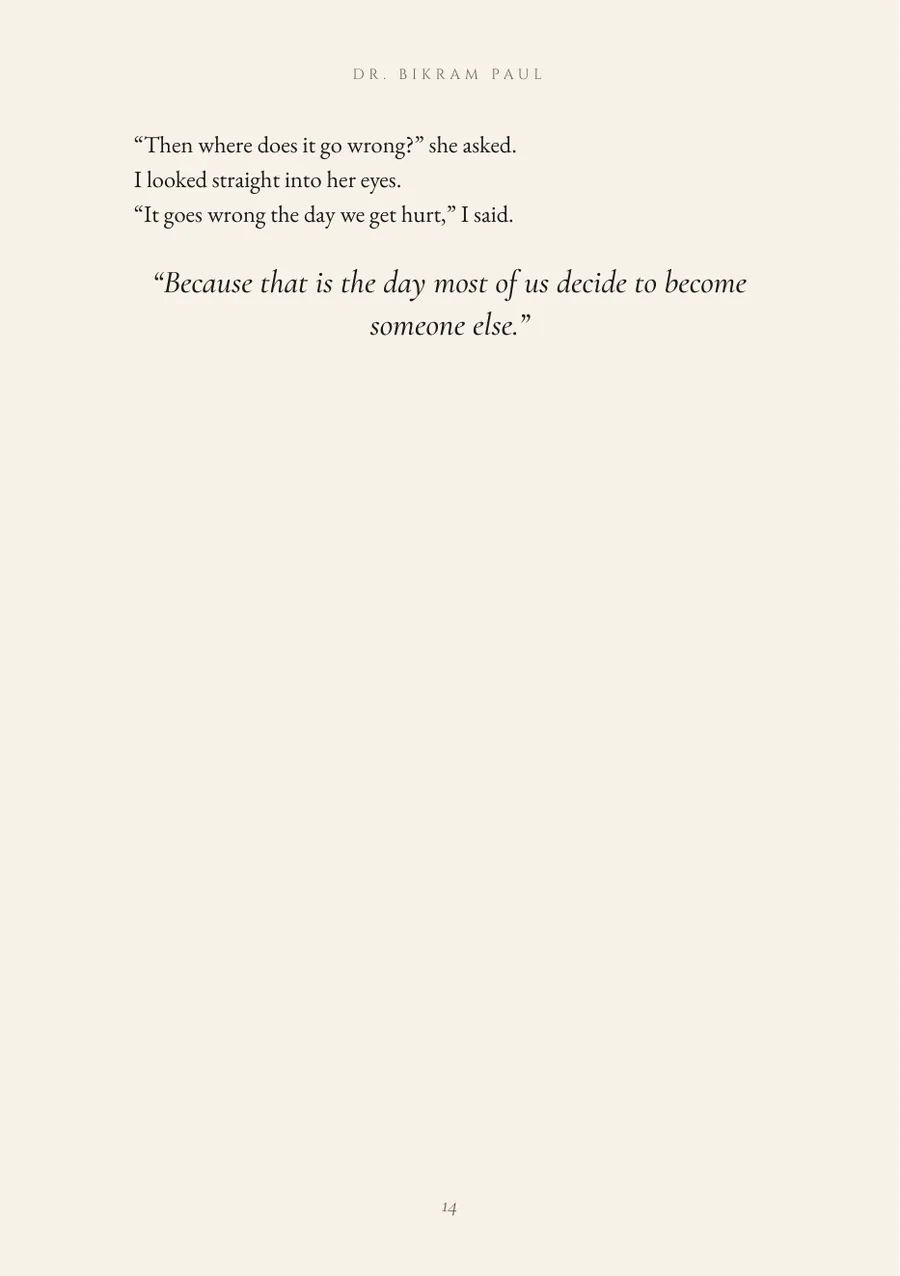 DR. BIKRAM PAUL
“Then where does it go wrong?” she asked.
I looked straight into her eyes.
“It goes wrong the day we get hurt,” I said.
“Because that is the day most of us decide to become
someone else.”
14